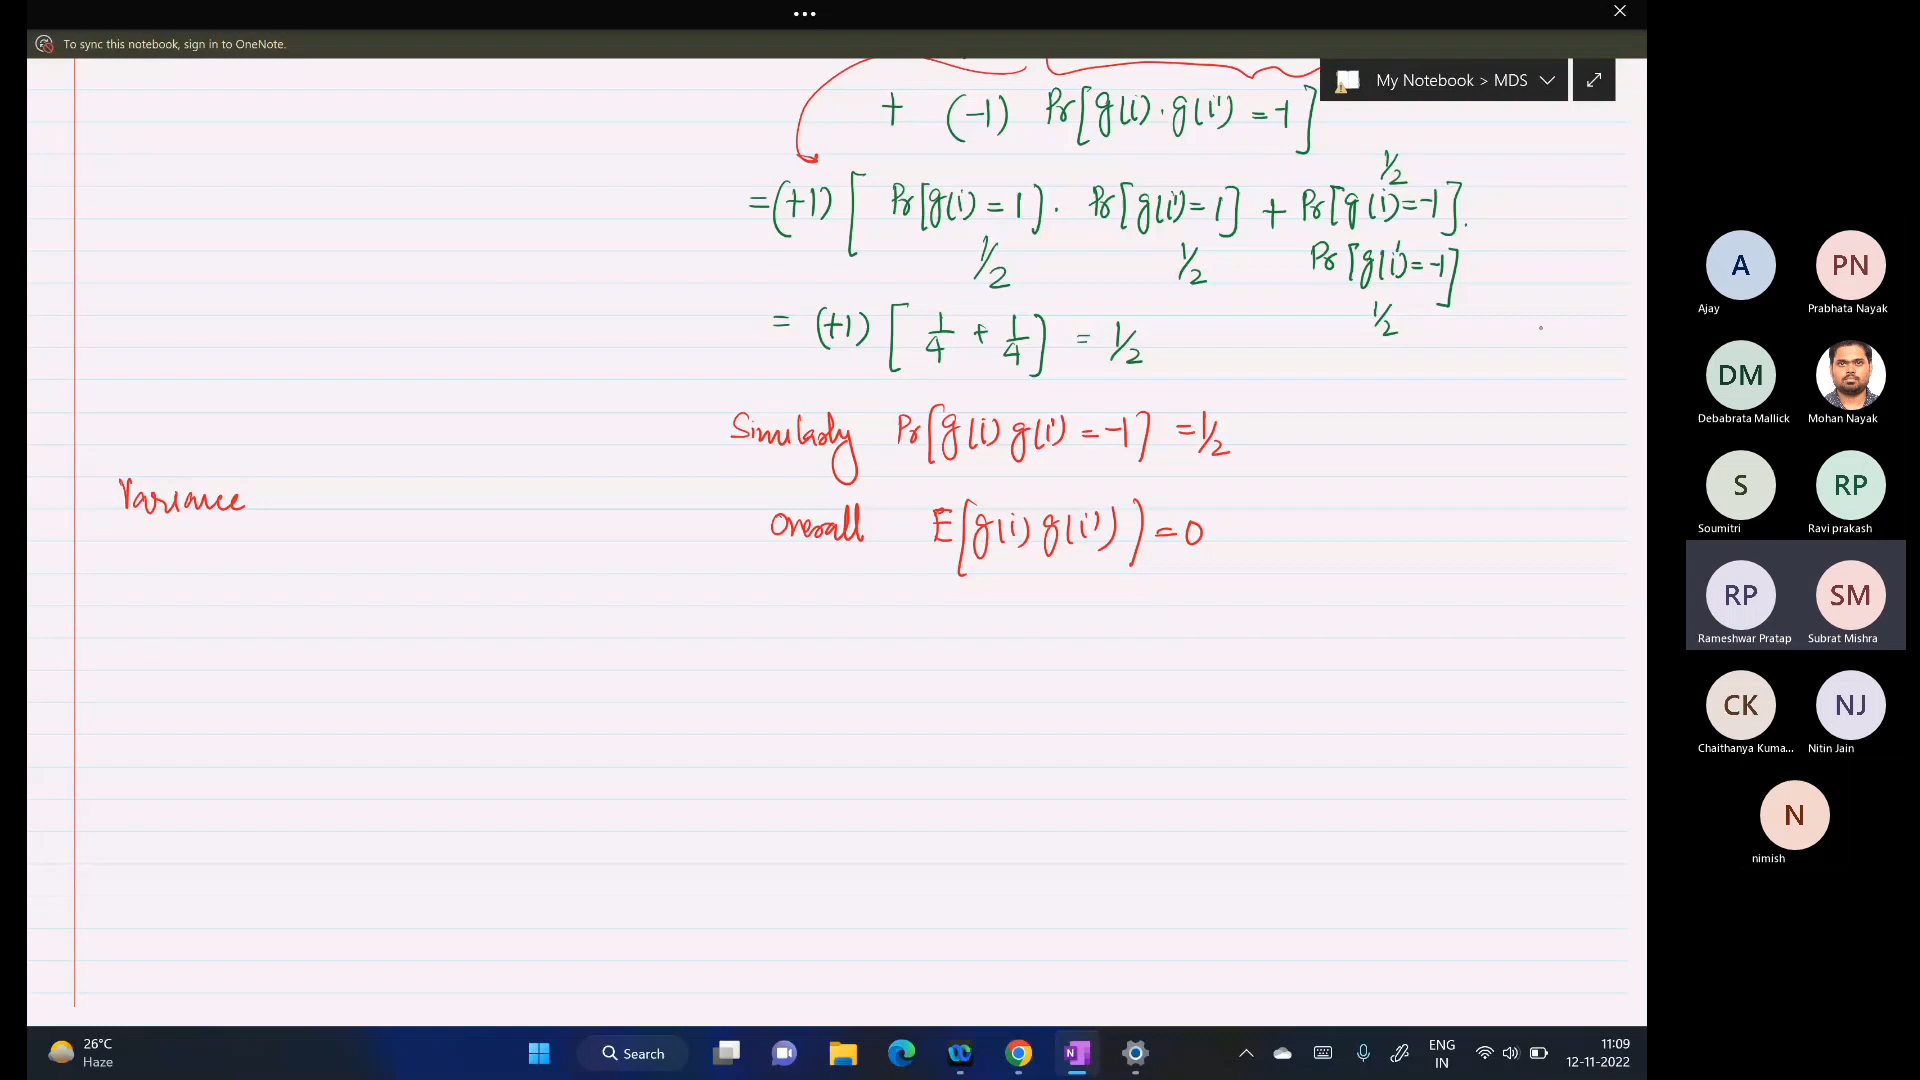 To sync this notebook, sign in to OneNote.
My Notebook > MDS
+ (-1) Pr[g(i)·g(i') = -1]
1/2
= (+1) [ Pr[g(i) = 1] · Pr[g(i') = 1] + Pr[g(i) = -1].
1/2 1/2 Pr[g(i') = -1]]
= (+1) [ 1/4 + 1/4 ] = 1/2 1/2
Similarly Pr[g(i) g(i') = -1] = 1/2
Variance
Overall E[g(i) g(i')] = 0
A PN
Ajay Prabhata Nayak
DM
Debabrata Mallick Mohan Nayak
S RP
Soumitri Ravi prakash
RP SM
Rameshwar Pratap Subrat Mishra
CK NJ
Chaithanya Kuma... Nitin Jain
N
nimish
26°C
Haze
Search
ENG
IN
11:09
12-11-2022